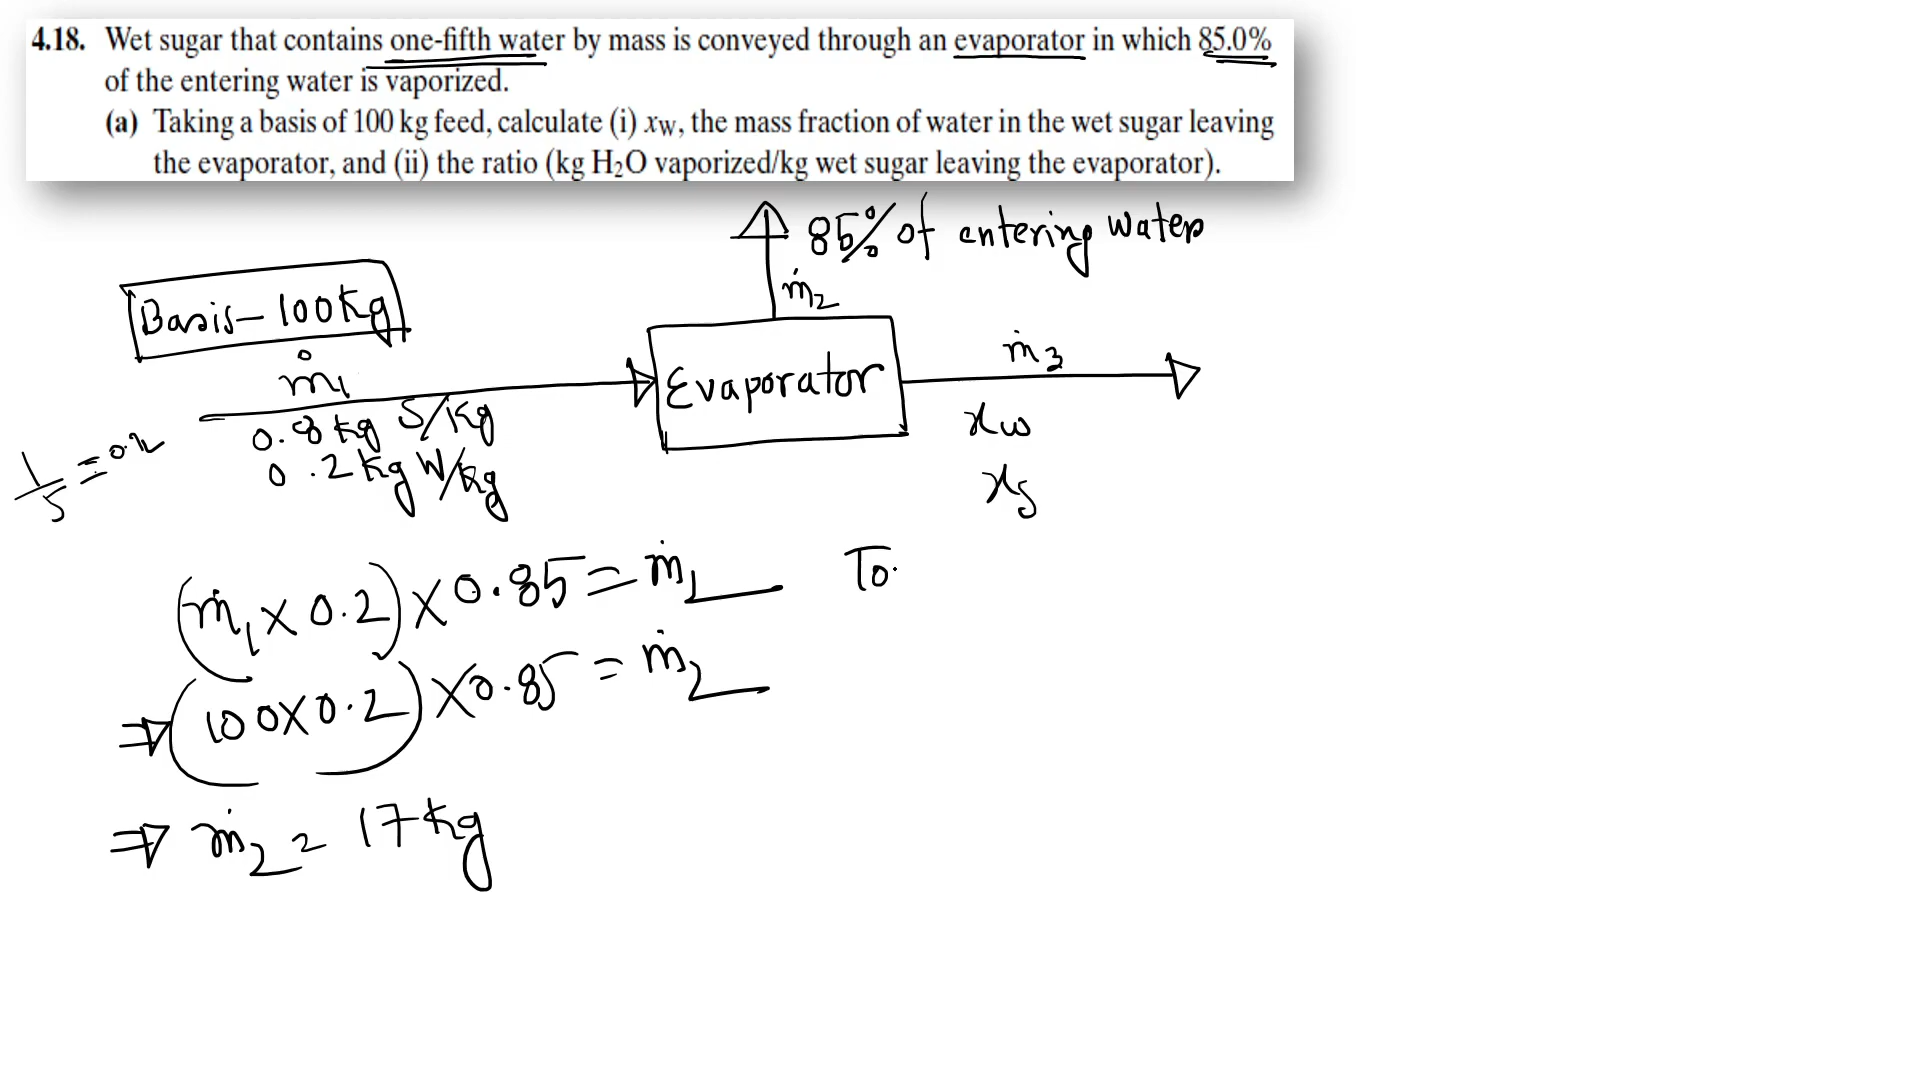 4.18. Wet sugar that contains one-fifth water by mass is conveyed through an evaporator in which 85.0%
of the entering water is vaporized.
(a) Taking a basis of 100 kg feed, calculate (i) xW, the mass fraction of water in the wet sugar leaving
the evaporator, and (ii) the ratio (kg H2O vaporized/kg wet sugar leaving the evaporator).
85% of entering water
ṁ2
Basis - 100 kg
ṁ1
Evaporator
ṁ3
0.8 kg S/kg
0.2 kg W/kg
1/5 = 0.2
xw
xs
(ṁ1 × 0.2) × 0.85 = ṁ2
To.
⇒ (100 × 0.2) × 0.85 = ṁ2
⇒ ṁ2 = 17 kg